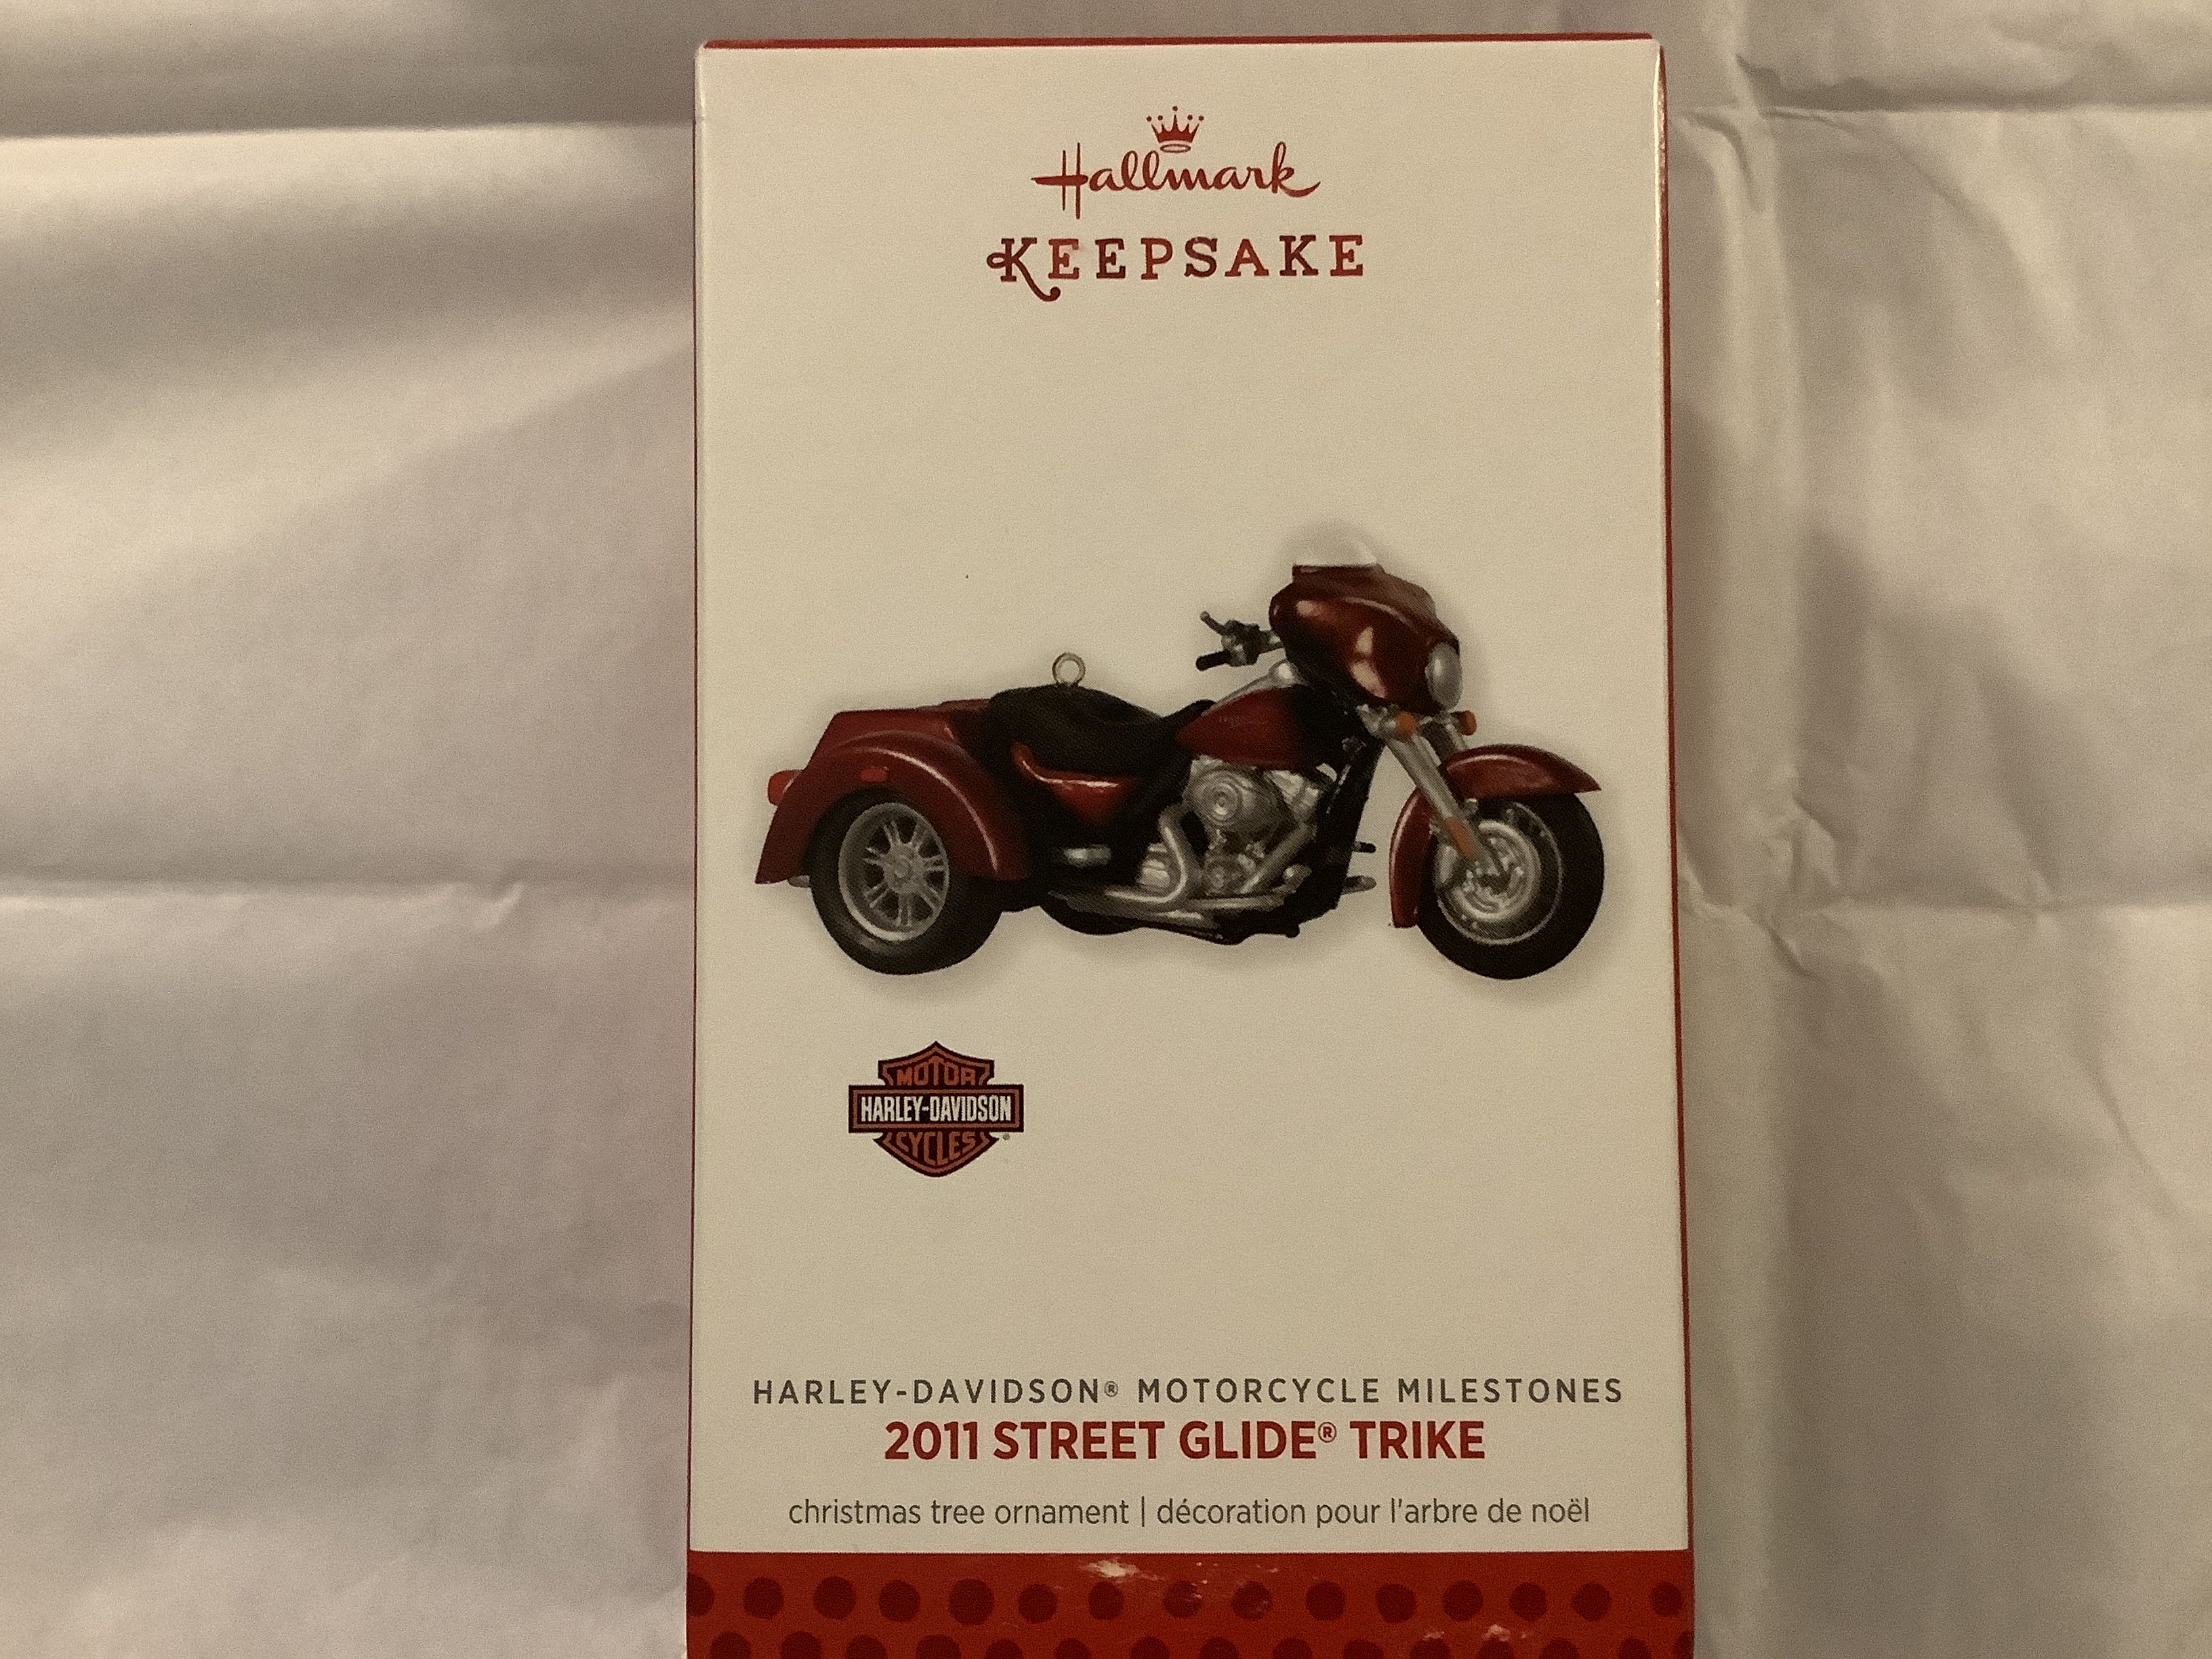 Hallmark
KEEPSAKE
MOTOR
HARLEY-DAVIDSON
CYCLES
HARLEY-DAVIDSON® MOTORCYCLE MILESTONES
2011 STREET GLIDE® TRIKE
christmas tree ornament | décoration pour l'arbre de noël